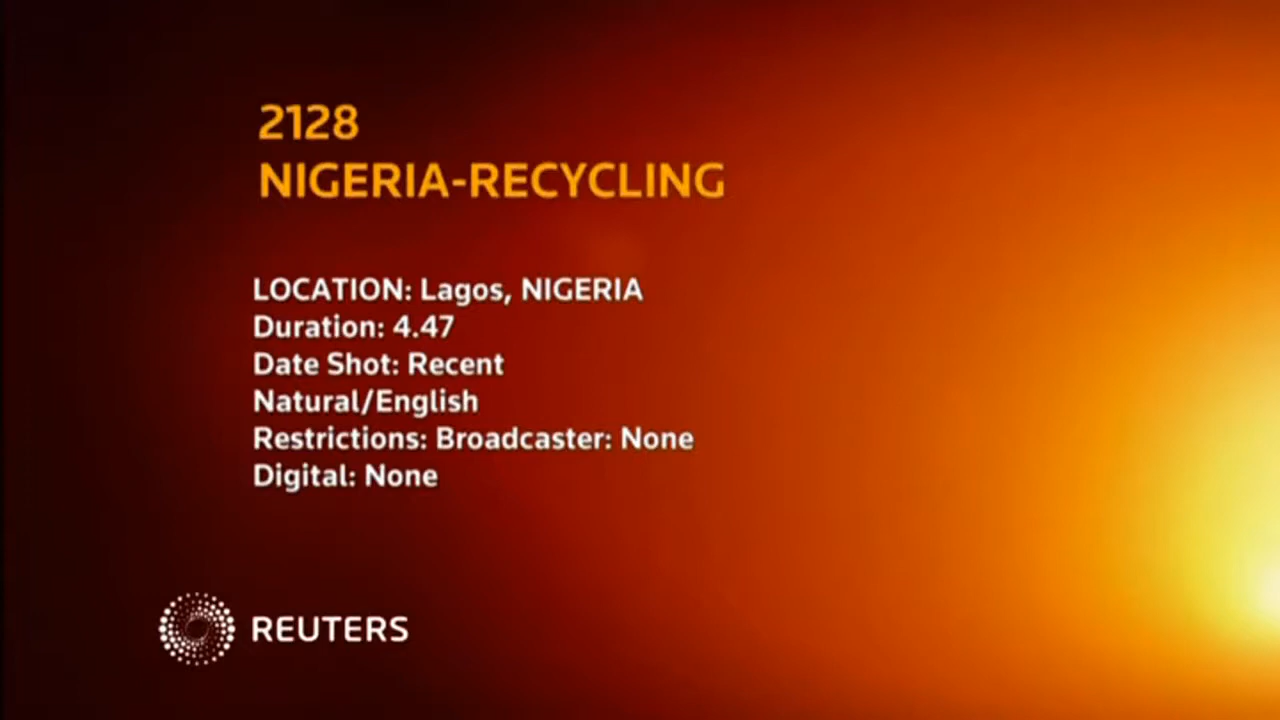 2128
NIGERIA-RECYCLING
LOCATION: Lagos, NIGERIA
Duration: 4.47
Date Shot: Recent
Natural/English
Restrictions: Broadcaster: None
Digital: None
REUTERS